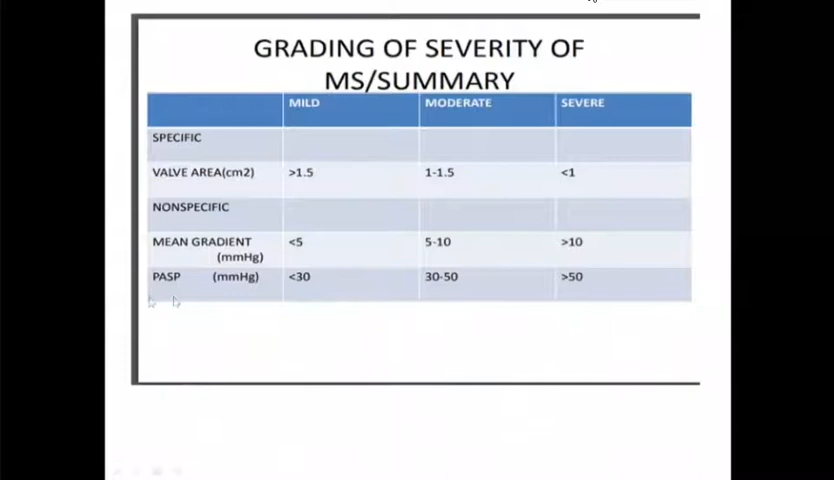 GRADING OF SEVERITY OF
MS/SUMMARY
MILD MODERATE SEVERE
SPECIFIC
VALVE AREA(cm2) >1.5 1-1.5 <1
NONSPECIFIC
MEAN GRADIENT <5 5-10 >10
(mmHg)
PASP (mmHg) <30 30-50 >50